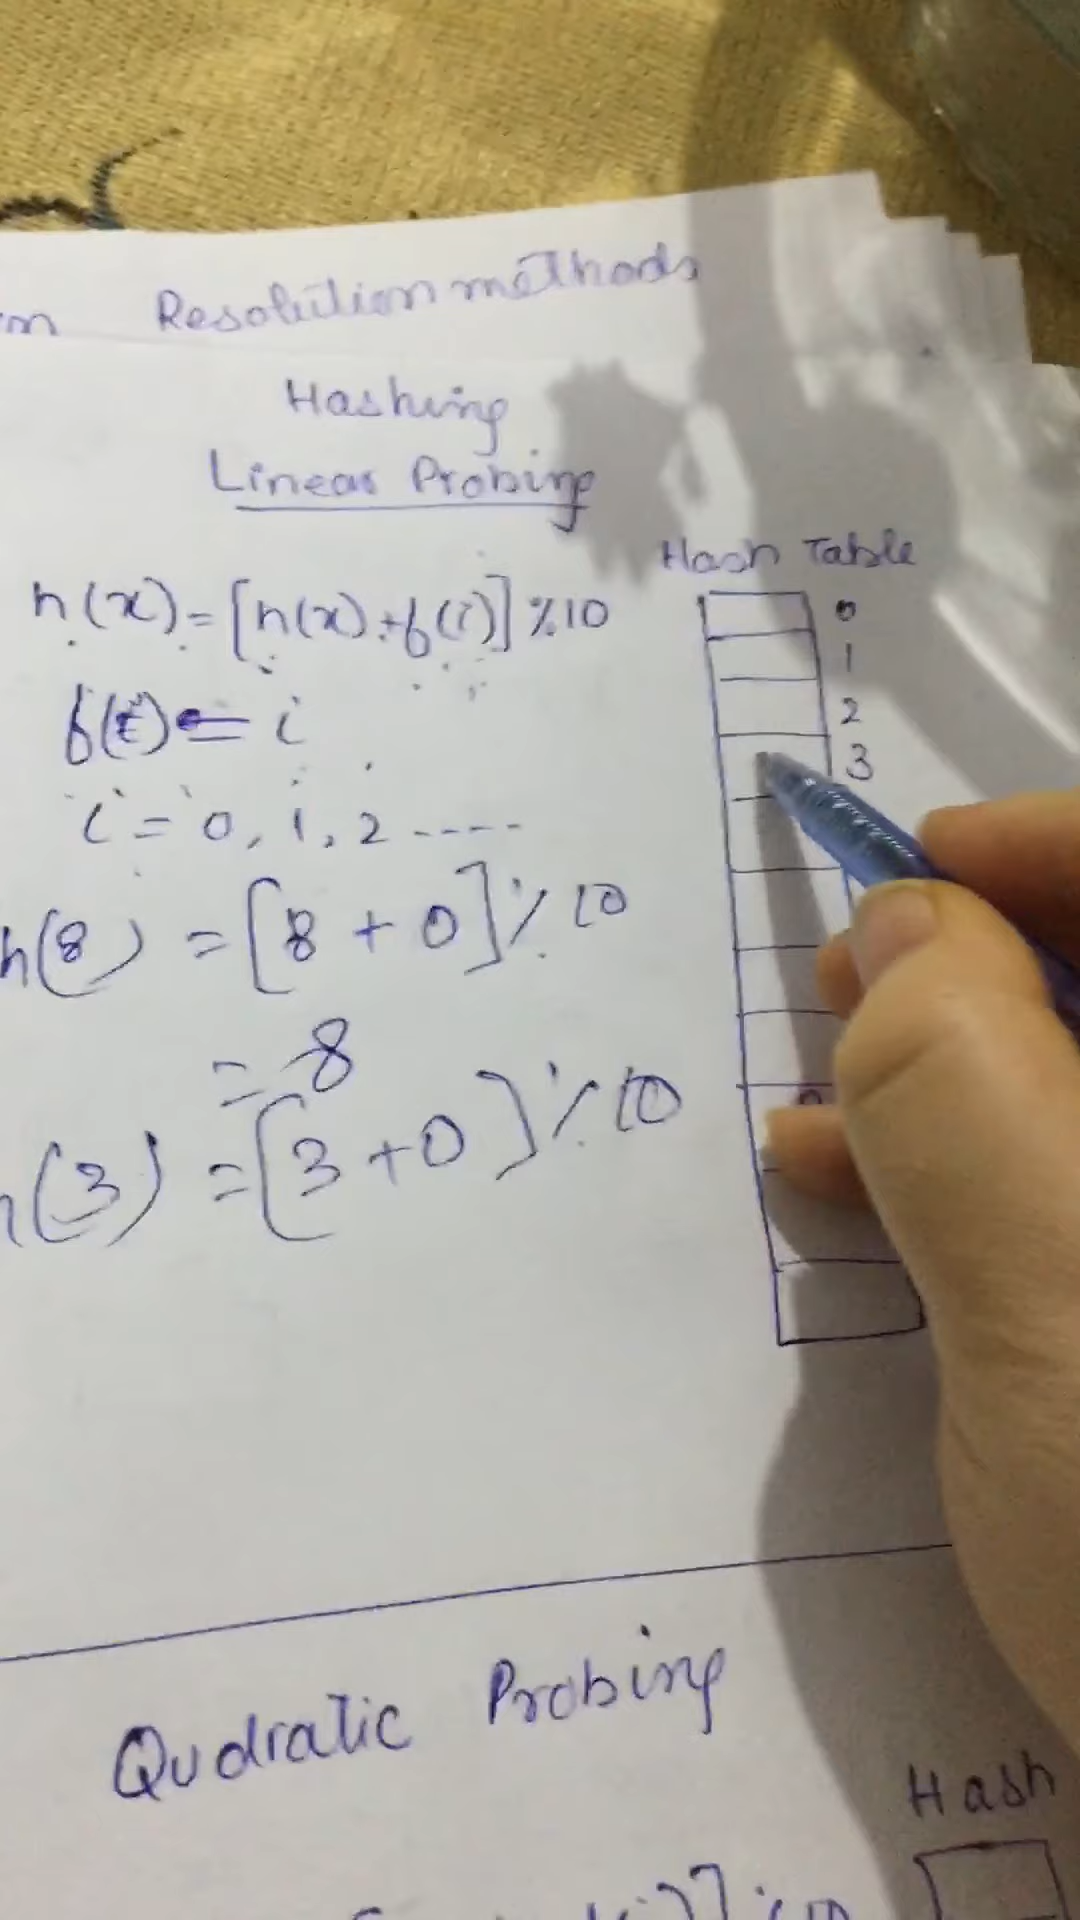 Resolution methods
Hashing
Linear Probing
h(x) = [h(x) + f(i)] % 10
Hash Table
0
1
2
3
f(i) = i
i = 0, 1, 2 ----
h(8) = [8 + 0] % 10
= 8
h(3) = [3 + 0] % 10
Qudratic Probing
Hash